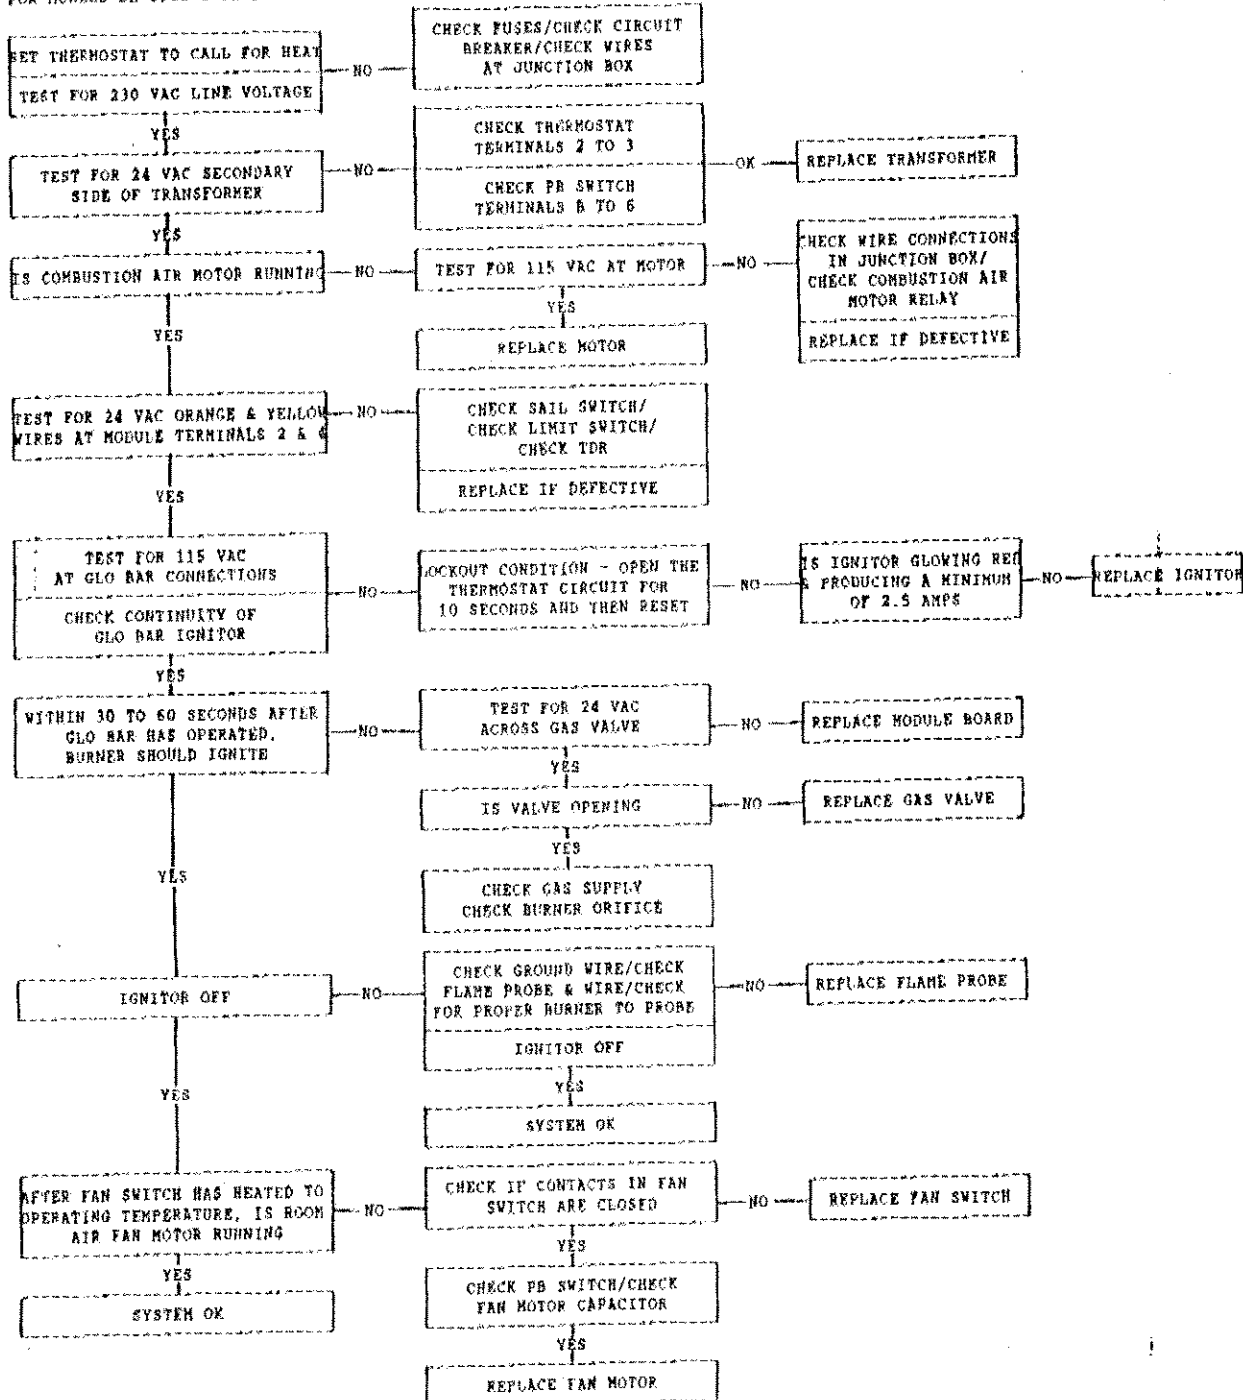 FOR MODELS
SET THERMOSTAT TO CALL FOR HEAT
TEST FOR 230 VAC LINE VOLTAGE
NO
CHECK FUSES/CHECK CIRCUIT
BREAKER/CHECK WIRES
AT JUNCTION BOX
YES
TEST FOR 24 VAC SECONDARY
SIDE OF TRANSFORMER
NO
CHECK THERMOSTAT
TERMINALS 2 TO 3
CHECK PB SWITCH
TERMINALS TO 6
OK
REPLACE TRANSFORMER
YES
IS COMBUSTION AIR MOTOR RUNNING
NO
TEST FOR 115 VAC AT MOTOR
NO
CHECK WIRE CONNECTIONS
IN JUNCTION BOX/
CHECK COMBUSTION AIR
MOTOR RELAY
REPLACE IF DEFECTIVE
YES
REPLACE MOTOR
YES
TEST FOR 24 VAC ORANGE & YELLOW
WIRES AT MODULE TERMINALS 2 & 6
NO
CHECK SAIL SWITCH/
CHECK LIMIT SWITCH/
CHECK TDR
REPLACE IF DEFECTIVE
YES
TEST FOR 115 VAC
AT GLO BAR CONNECTIONS
CHECK CONTINUITY OF
GLO BAR IGNITOR
NO
LOCKOUT CONDITION - OPEN THE
THERMOSTAT CIRCUIT FOR
10 SECONDS AND THEN RESET
NO
IS IGNITOR GLOWING RED
& PRODUCING A MINIMUM
OF 2.5 AMPS
NO
REPLACE IGNITOR
YES
WITHIN 30 TO 60 SECONDS AFTER
GLO BAR HAS OPERATED,
BURNER SHOULD IGNITE
NO
TEST FOR 24 VAC
ACROSS GAS VALVE
NO
REPLACE MODULE BOARD
YES
IS VALVE OPENING
NO
REPLACE GAS VALVE
YES
CHECK GAS SUPPLY
CHECK BURNER ORIFICE
YES
IGNITOR OFF
NO
CHECK GROUND WIRE/CHECK
FLAME PROBE & WIRE/CHECK
FOR PROPER BURNER TO PROBE
IGNITOR OFF
NO
REPLACE FLAME PROBE
YES
SYSTEM OK
YES
AFTER FAN SWITCH HAS HEATED TO
OPERATING TEMPERATURE, IS ROOM
AIR FAN MOTOR RUNNING
NO
CHECK IF CONTACTS IN FAN
SWITCH ARE CLOSED
NO
REPLACE FAN SWITCH
YES
SYSTEM OK
YES
CHECK PB SWITCH/CHECK
FAN MOTOR CAPACITOR
YES
REPLACE FAN MOTOR